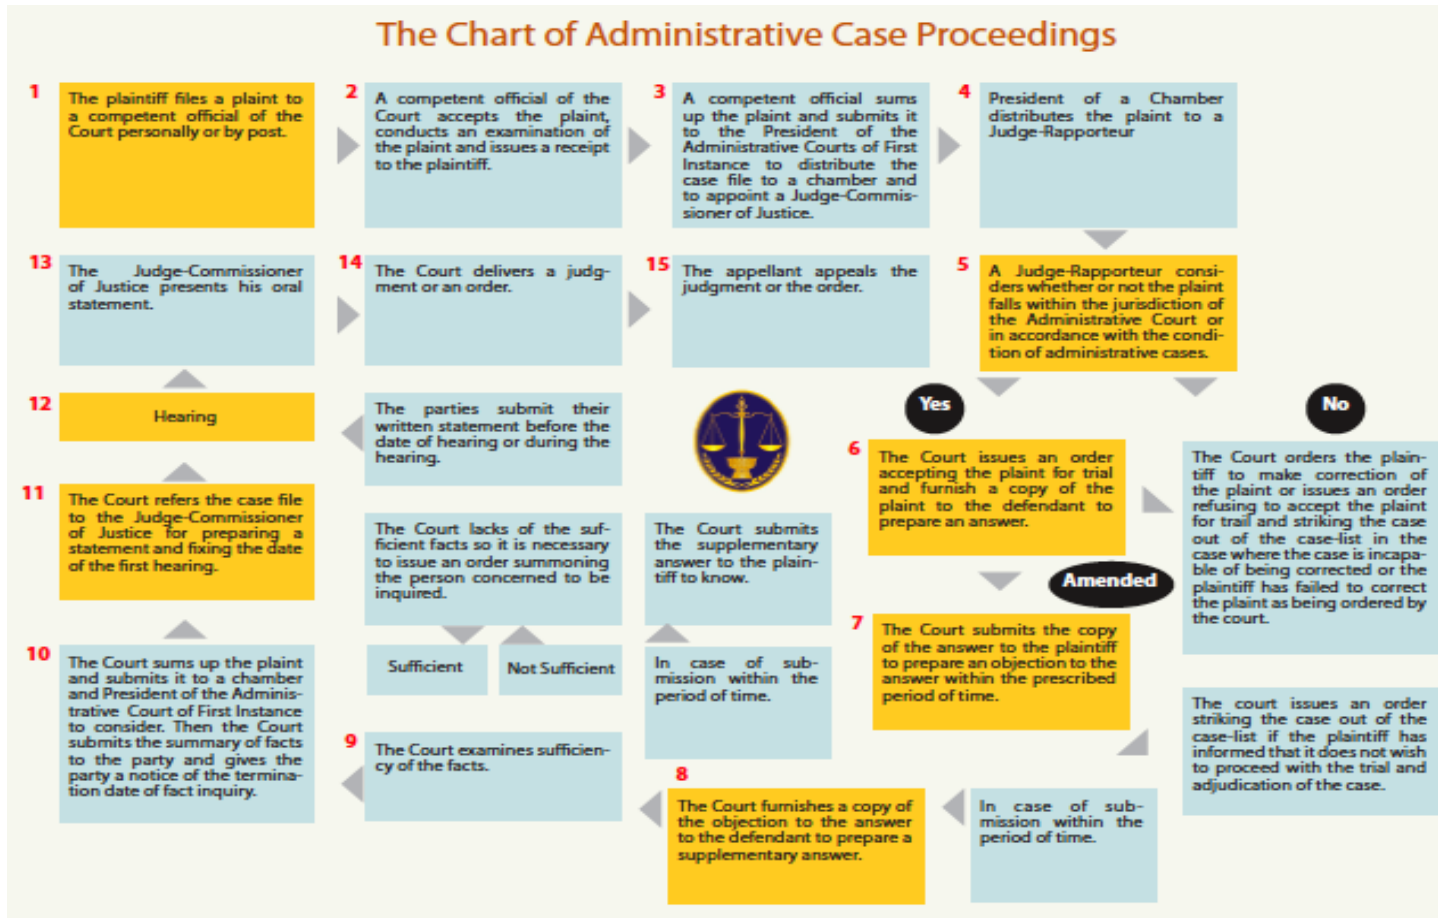 The Chart of Administrative Case Proceedings
1
The plaintiff files a plaint to
a competent official of the
Court personally or by post.
2
A competent official of the
Court accepts the plaint,
conducts an examination of
the plaint and issues a receipt
to the plaintiff.
3
A competent official sums
up the plaint and submits it
to the President of the
Administrative Courts of First
Instance to distribute the
case file to a chamber and
to appoint a Judge-Commis-
sioner of Justice.
4
President of a Chamber
distributes the plaint to a
Judge-Rapporteur
13
The Judge-Commissioner
of Justice presents his oral
statement.
14
The Court delivers a judg-
ment or an order.
15
The appellant appeals the
judgment or the order.
5
A Judge-Rapporteur consi-
ders whether or not the plaint
falls within the jurisdiction of
the Administrative Court or
in accordance with the condi-
tion of administrative cases.
12
Hearing
The parties submit their
written statement before the
date of hearing or during the
hearing.
Yes
No
6
The Court issues an order
accepting the plaint for trial
and furnish a copy of the
plaint to the defendant to
prepare an answer.
The Court orders the plain-
tiff to make correction of
the plaint or issues an order
refusing to accept the plaint
for trail and striking the case
out of the case-list in the
case where the case is incapa-
ble of being corrected or the
plaintiff has failed to correct
the plaint as being ordered by
the court.
11
The Court refers the case file
to the Judge-Commissioner
of Justice for preparing a
statement and fixing the date
of the first hearing.
The Court lacks of the suf-
ficient facts so it is necessary
to issue an order summoning
the person concerned to be
inquired.
The Court submits
the supplementary
answer to the plain-
tiff to know.
Amended
7
The Court submits the copy
of the answer to the plaintiff
to prepare an objection to the
answer within the prescribed
period of time.
10
The Court sums up the plaint
and submits it to a chamber
and President of the Adminis-
trative Court of First Instance
to consider. Then the Court
submits the summary of facts
to the party and gives the
party a notice of the termina-
tion date of fact inquiry.
Sufficient
Not Sufficient
In case of sub-
mission within the
period of time.
The court issues an order
striking the case out of the
case-list if the plaintiff has
informed that it does not wish
to proceed with the trial and
adjudication of the case.
9
The Court examines sufficien-
cy of the facts.
8
The Court furnishes a copy of
the objection to the answer
to the defendant to prepare a
supplementary answer.
In case of sub-
mission within the
period of time.